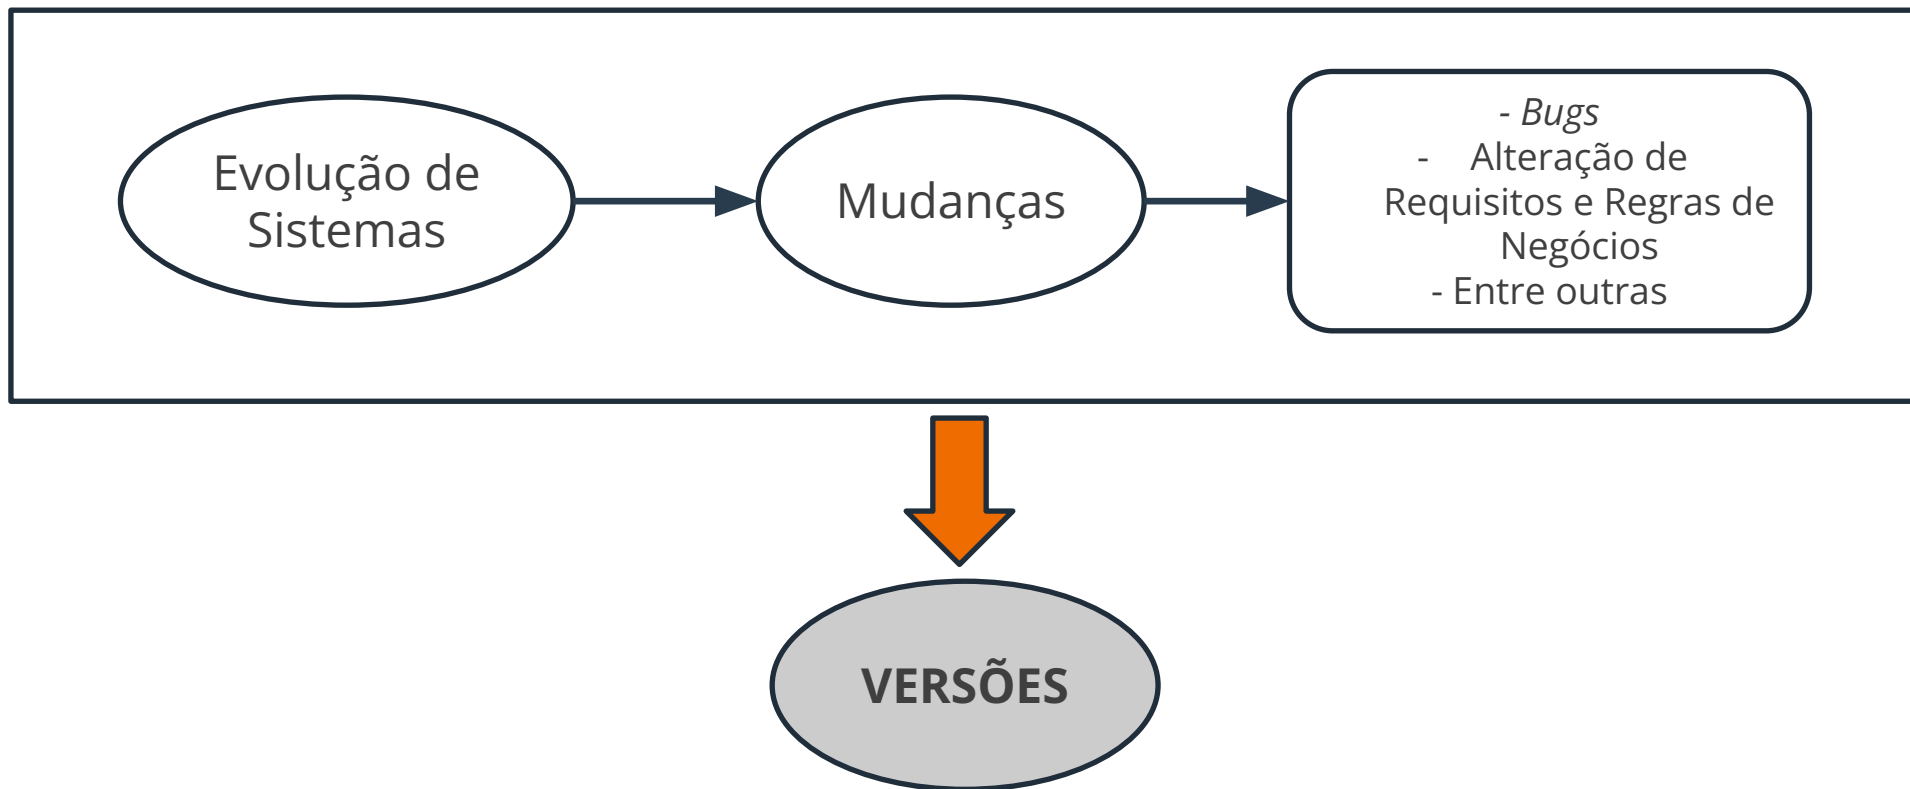 Evolução de
Sistemas
Mudanças
- Bugs
- Alteração de
Requisitos e Regras de
Negócios
- Entre outras
VERSÕES